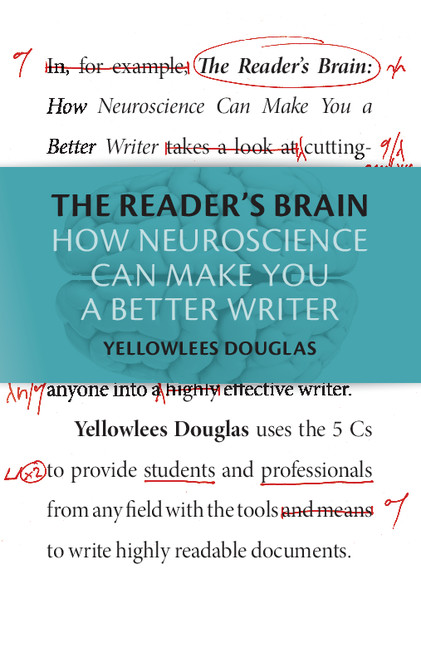 In, for example, The Reader's Brain:
How Neuroscience Can Make You a
Better Writer takes a look at cutting-
THE READER'S BRAIN
HOW NEUROSCIENCE
CAN MAKE YOU
A BETTER WRITER
YELLOWLEES DOUGLAS
anyone into a highly effective writer.
Yellowlees Douglas uses the 5 Cs
x2
to provide students and professionals
from any field with the tools and means
to write highly readable documents.